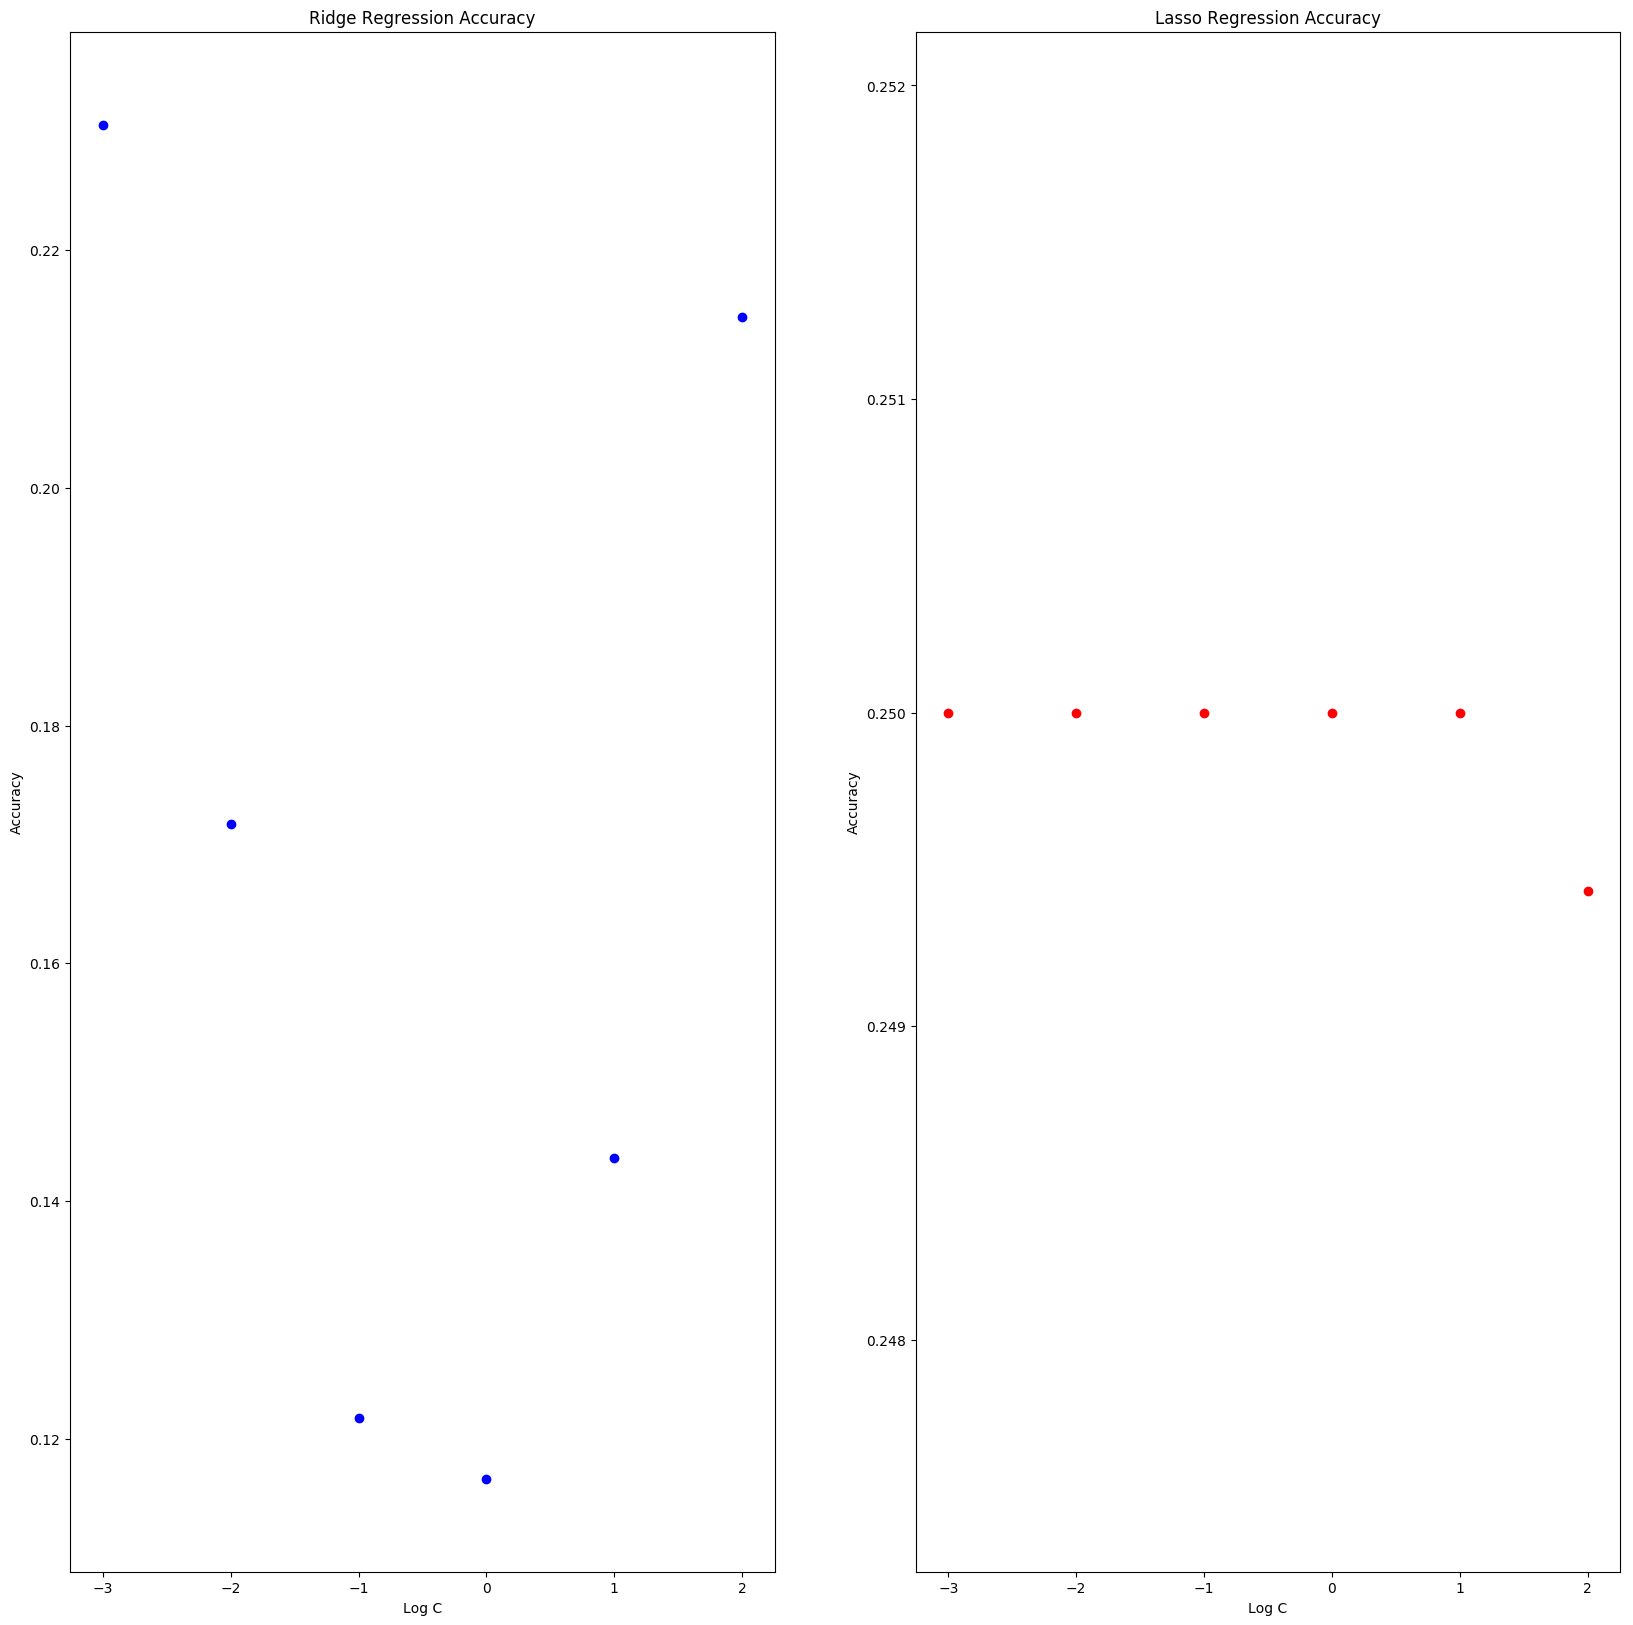 Ridge Regression Accuracy
0.22
0.20
0.18
0.16
0.14
0.12
Accuracy
−3 −2 −1 0 1 2
Log C
Lasso Regression Accuracy
0.252
0.251
0.250
0.249
0.248
Accuracy
−3 −2 −1 0 1 2
Log C